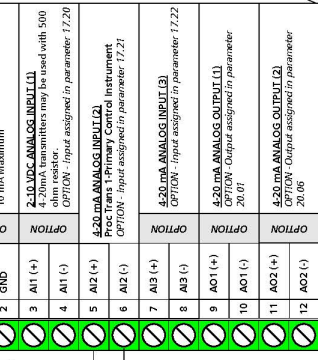 10 mA Maximum
2-10 VDC ANALOG INPUT (1)
4-20mA transmitters may be used with 500
ohm resistor.
OPTION - Input assigned in parameter 17.20
4-20 mA ANALOG INPUT (2)
Proc Trans 1-Primary Control Instrument
OPTION - Input assigned in parameter 17.21
4-20 mA ANALOG INPUT (3)
OPTION - Input assigned in parameter 17.22
4-20 mA ANALOG OUTPUT (1)
OPTION -Output assigned in parameter
20.01
4-20 mA ANALOG OUTPUT (2)
OPTION -Output assigned in parameter
20.06
OPTION
OPTION
OPTION
OPTION
GND
AI1 (+)
AI1 (-)
AI2 (+)
AI2 (-)
AI3 (+)
AI3 (-)
AO1 (+)
AO1 (-)
AO2 (+)
AO2 (-)
2
3
4
5
6
7
8
9
10
11
12